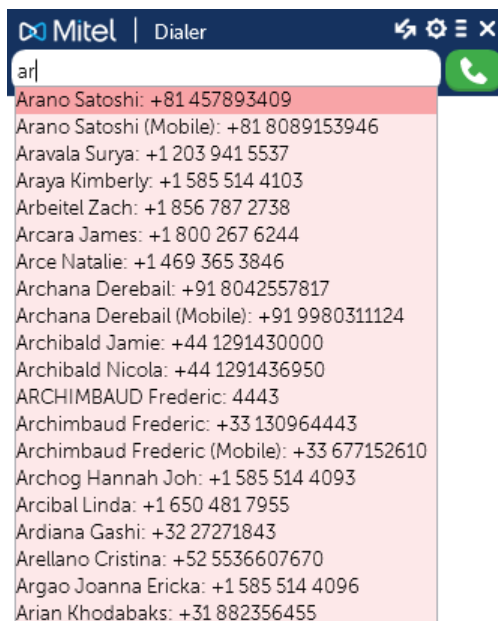 Mitel | Dialer
ar
Arano Satoshi: +81 457893409
Arano Satoshi (Mobile): +81 8089153946
Aravala Surya: +1 203 941 5537
Araya Kimberly: +1 585 514 4103
Arbeitel Zach: +1 856 787 2738
Arcara James: +1 800 267 6244
Arce Natalie: +1 469 365 3846
Archana Derebail: +91 8042557817
Archana Derebail (Mobile): +91 9980311124
Archibald Jamie: +44 1291430000
Archibald Nicola: +44 1291436950
ARCHIMBAUD Frederic: 4443
Archimbaud Frederic: +33 130964443
Archimbaud Frederic (Mobile): +33 677152610
Archog Hannah Joh: +1 585 514 4093
Arcibal Linda: +1 650 481 7955
Ardiana Gashi: +32 27271843
Arellano Cristina: +52 5536607670
Argao Joanna Ericka: +1 585 514 4096
Arian Khodabaks: +31 882356455